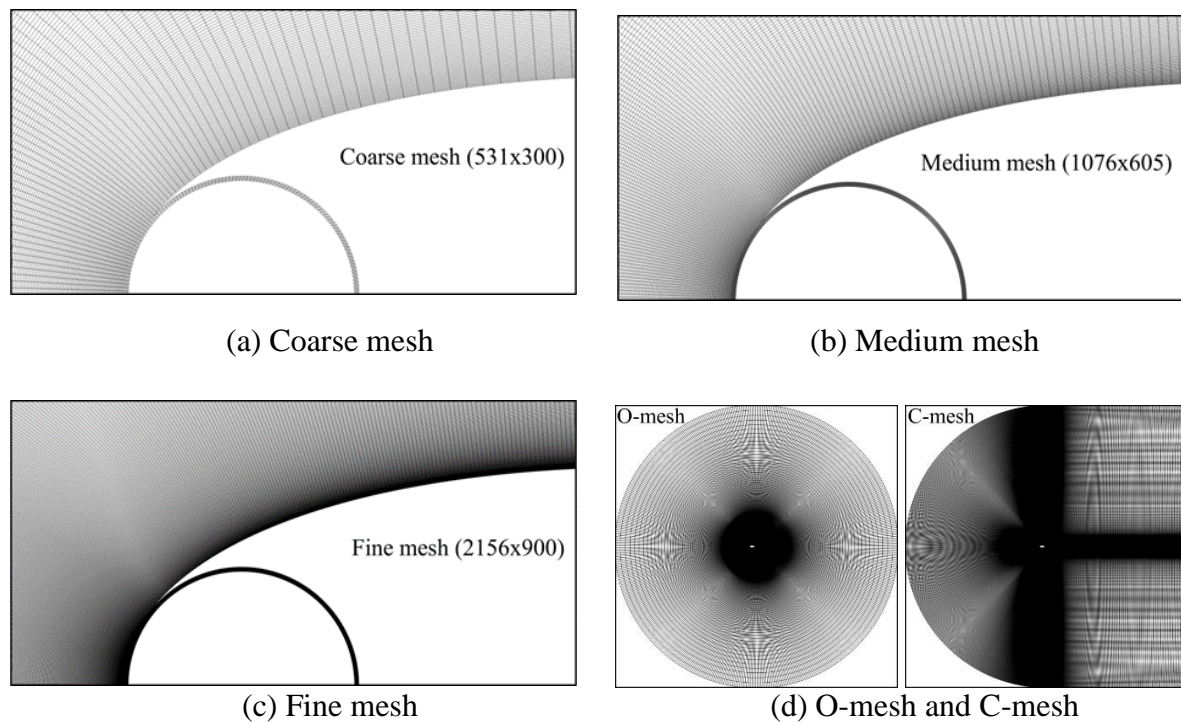 Coarse mesh (531x300)
Medium mesh (1076x605)
(a) Coarse mesh
(b) Medium mesh
Fine mesh (2156x900)
O-mesh
C-mesh
(c) Fine mesh
(d) O-mesh and C-mesh